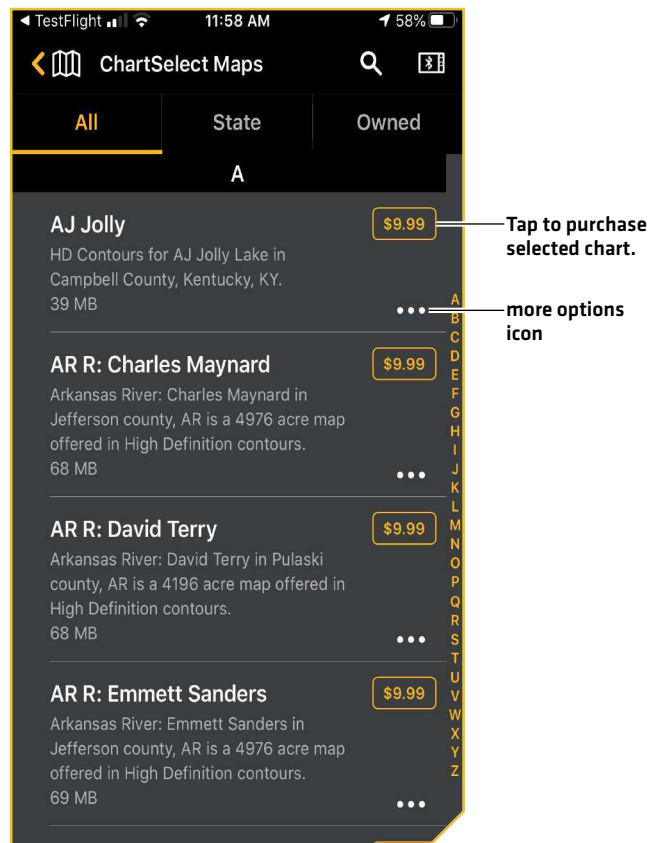 TestFlight 11:58 AM 58%
ChartSelect Maps
All State Owned
A
AJ Jolly $9.99
HD Contours for AJ Jolly Lake in
Campbell County, Kentucky, KY.
39 MB
Tap to purchase
selected chart.
more options
icon
AR R: Charles Maynard $9.99
Arkansas River: Charles Maynard in
Jefferson county, AR is a 4976 acre map
offered in High Definition contours.
68 MB
AR R: David Terry $9.99
Arkansas River: David Terry in Pulaski
county, AR is a 4196 acre map offered in
High Definition contours.
68 MB
AR R: Emmett Sanders $9.99
Arkansas River: Emmett Sanders in
Jefferson county, AR is a 4976 acre map
offered in High Definition contours.
69 MB
A
B
C
D
E
F
G
H
I
J
K
L
M
N
O
P
Q
R
S
T
U
V
W
X
Y
Z